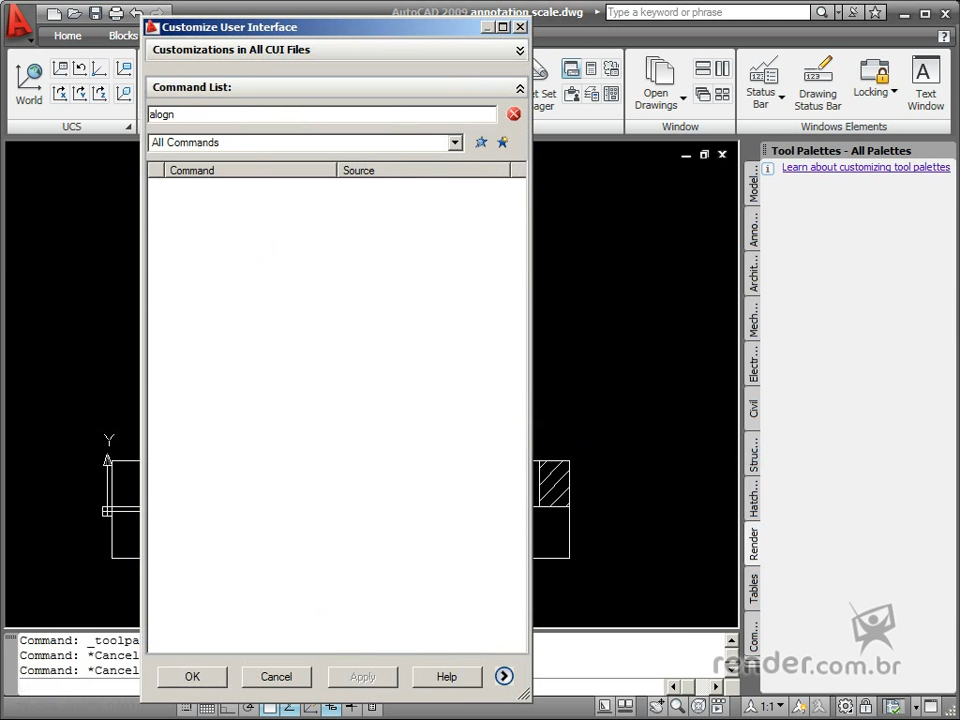 AutoCAD 2009 annotation scale.dwg
Type a keyword or phrase
Home
Blocks
Customize User Interface
Customizations in All CUI Files
Command List:
alogn
All Commands
Command
Source
World
UCS
Open
Drawings
Window
Status
Bar
Drawing
Status Bar
Locking
Text
Window
Windows Elements
Tool Palettes - All Palettes
Learn about customizing tool palettes
Model...
Anno...
Archit...
Mech...
Electr...
Civil
Struc...
Hatch...
Render
Tables
Com...
Y
Command: _toolpa
Command: *Cancel
Command: *Cancel
OK
Cancel
Apply
Help
1:1
render.com.br